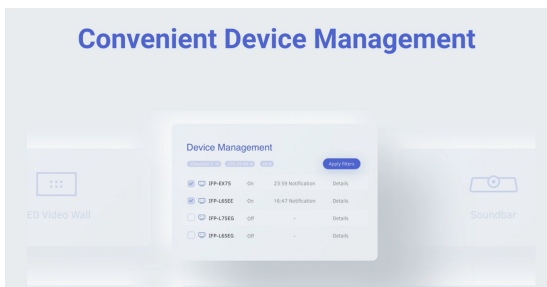 Convenient Device Management
Device Management
Apply filters
IFP-EX75 On 23:59 Notification Details
IFP-L65EE On 16:47 Notification Details
IFP-L75EG Off - Details
IFP-L65EG Off - Details
ED Video Wall
Soundbar